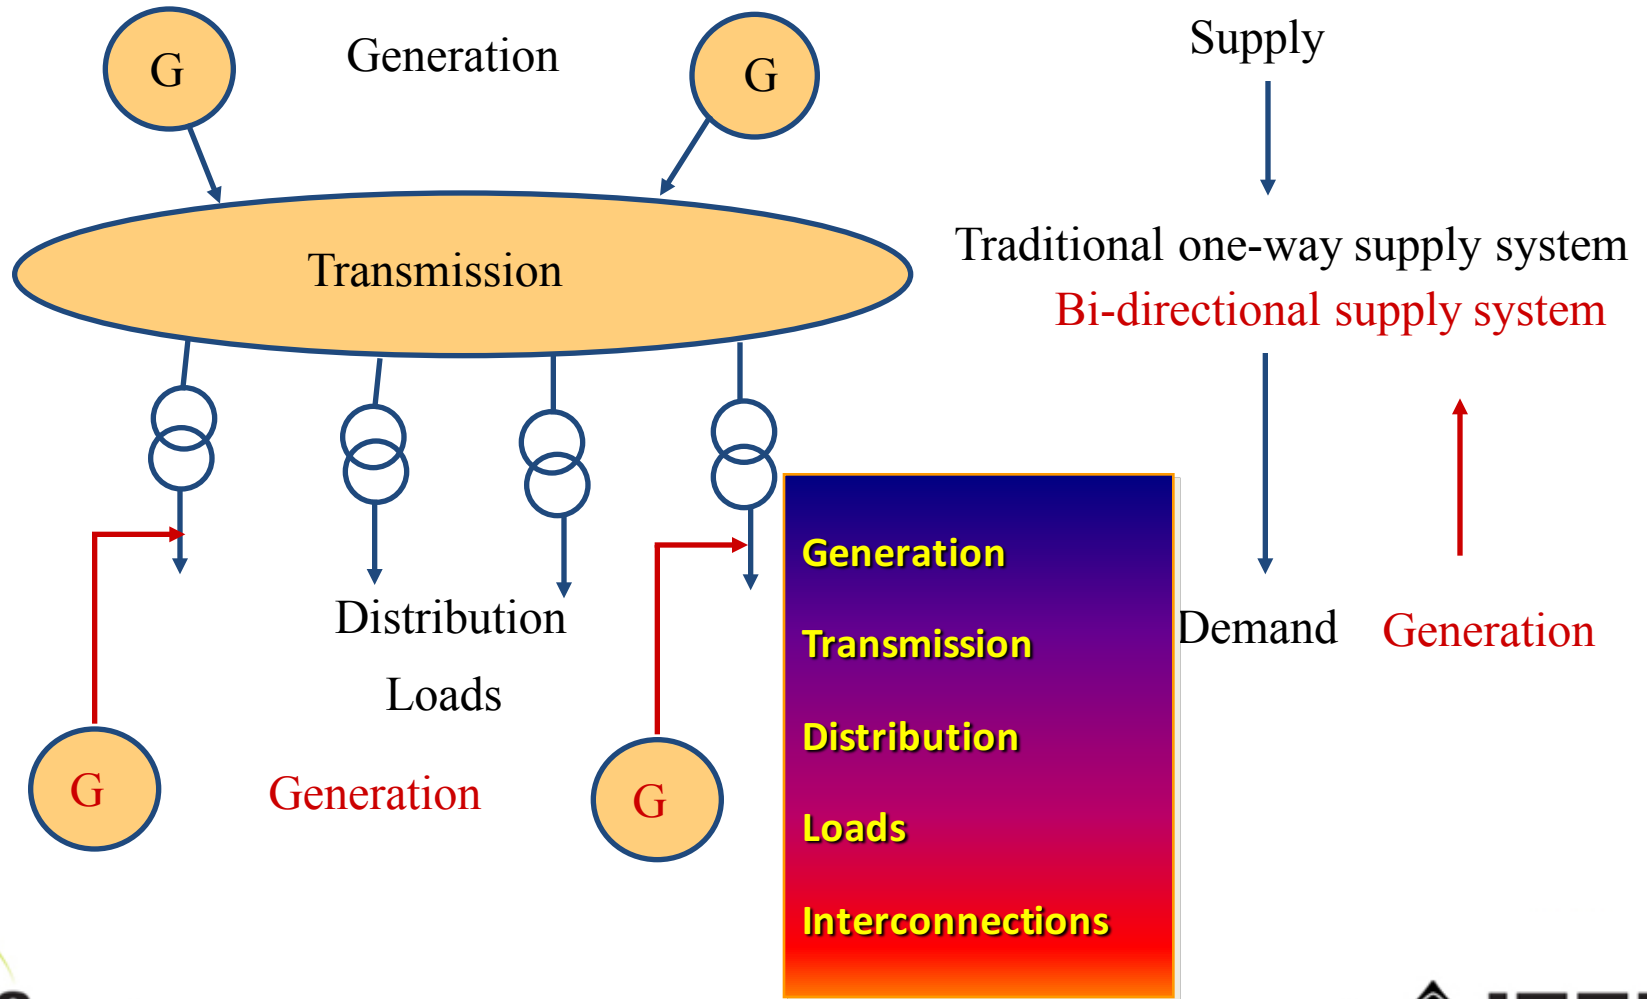 G
Generation
G
Supply
Transmission
Traditional one-way supply system
Bi-directional supply system
Distribution
Loads
Demand
Generation
G
Generation
G
Generation
Transmission
Distribution
Loads
Interconnections